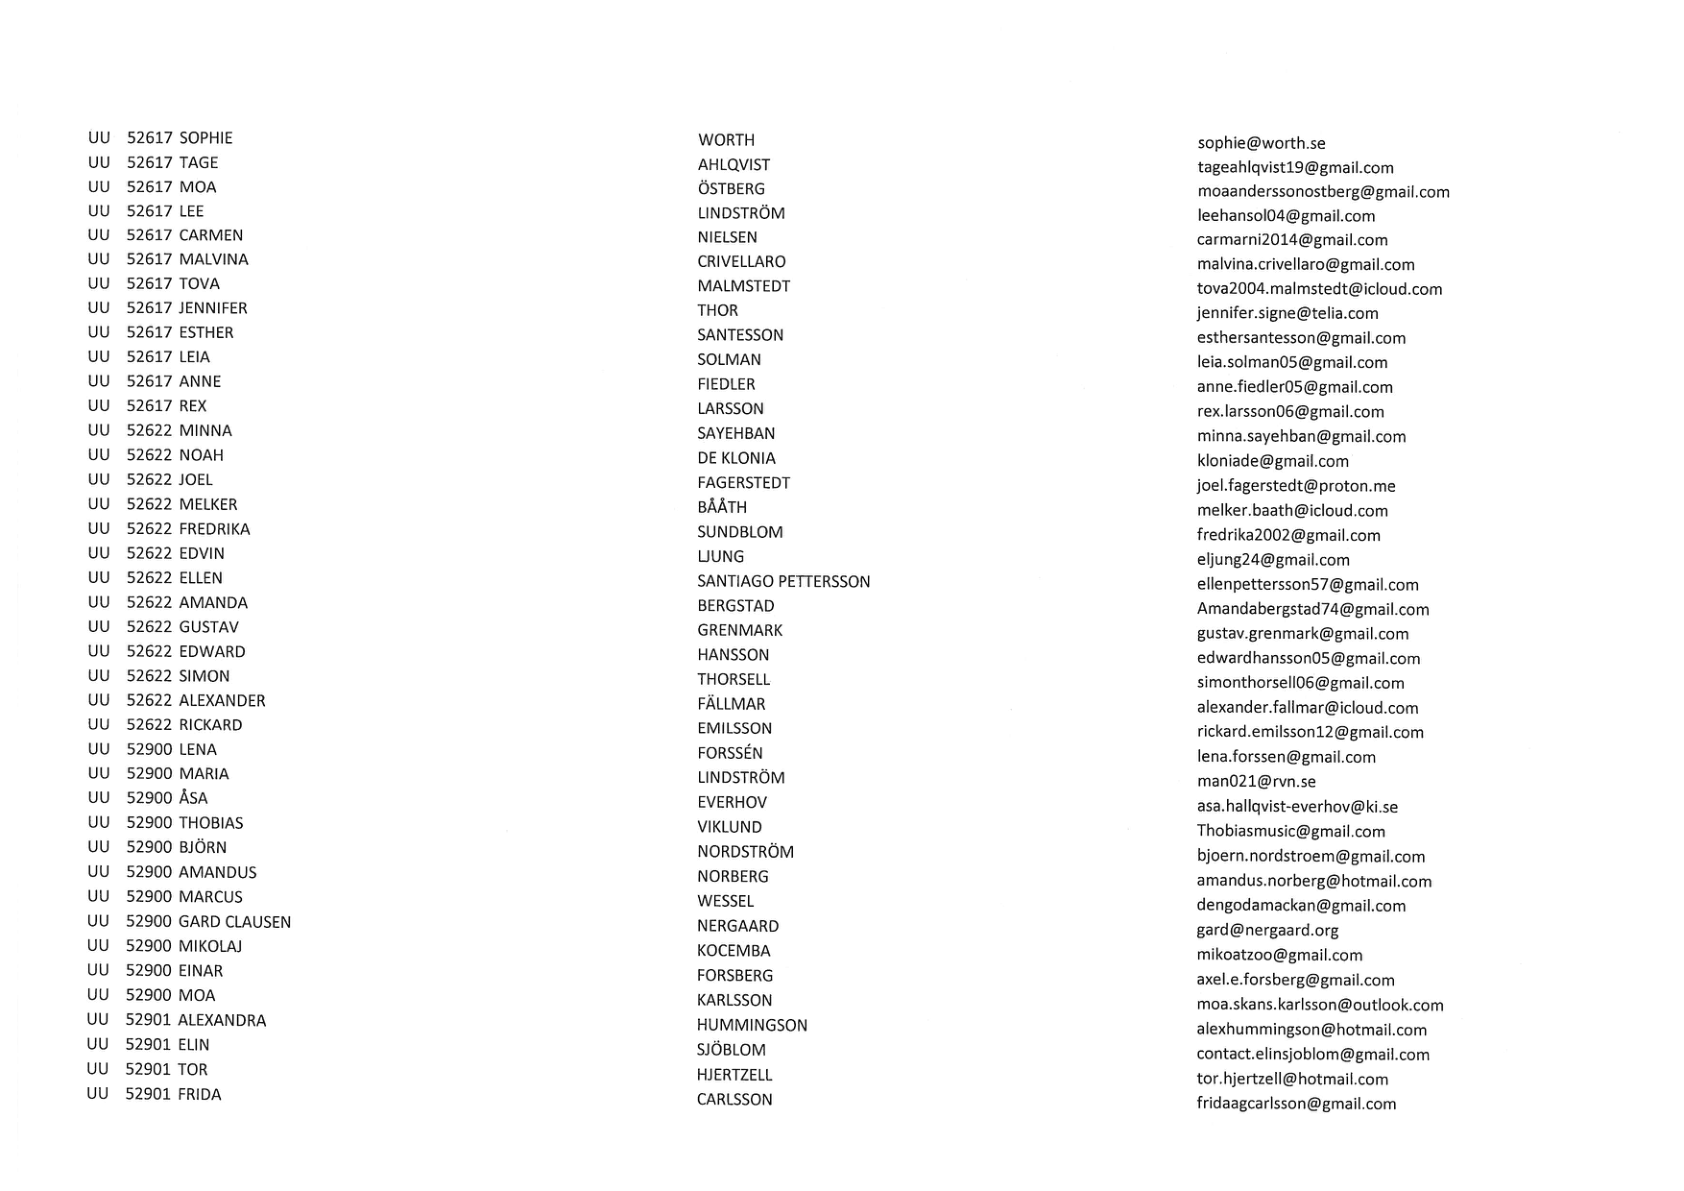 UU 52617 SOPHIE WORTH sophie@worth.se
UU 52617 TAGE AHLQVIST tageahlqvist19@gmail.com
UU 52617 MOA ÖSTBERG moaanderssonostberg@gmail.com
UU 52617 LEE LINDSTRÖM leehansol04@gmail.com
UU 52617 CARMEN NIELSEN carmarni2014@gmail.com
UU 52617 MALVINA CRIVELLARO malvina.crivellaro@gmail.com
UU 52617 TOVA MALMSTEDT tova2004.malmstedt@icloud.com
UU 52617 JENNIFER THOR jennifer.signe@telia.com
UU 52617 ESTHER SANTESSON esthersantesson@gmail.com
UU 52617 LEIA SOLMAN leia.solman05@gmail.com
UU 52617 ANNE FIEDLER anne.fiedler05@gmail.com
UU 52617 REX LARSSON rex.larsson06@gmail.com
UU 52622 MINNA SAYEHBAN minna.sayehban@gmail.com
UU 52622 NOAH DE KLONIA kloniade@gmail.com
UU 52622 JOEL FAGERSTEDT joel.fagerstedt@proton.me
UU 52622 MELKER BÅÅTH melker.baath@icloud.com
UU 52622 FREDRIKA SUNDBLOM fredrika2002@gmail.com
UU 52622 EDVIN LJUNG eljung24@gmail.com
UU 52622 ELLEN SANTIAGO PETTERSSON ellenpettersson57@gmail.com
UU 52622 AMANDA BERGSTAD Amandabergstad74@gmail.com
UU 52622 GUSTAV GRENMARK gustav.grenmark@gmail.com
UU 52622 EDWARD HANSSON edwardhansson05@gmail.com
UU 52622 SIMON THORSELL simonthorsell06@gmail.com
UU 52622 ALEXANDER FÄLLMAR alexander.fallmar@icloud.com
UU 52622 RICKARD EMILSSON rickard.emilsson12@gmail.com
UU 52900 LENA FORSSÉN lena.forssen@gmail.com
UU 52900 MARIA LINDSTRÖM man021@rvn.se
UU 52900 ÅSA EVERHOV asa.hallqvist-everhov@ki.se
UU 52900 THOBIAS VIKLUND Thobiasmusic@gmail.com
UU 52900 BJÖRN NORDSTRÖM bjoern.nordstroem@gmail.com
UU 52900 AMANDUS NORBERG amandus.norberg@hotmail.com
UU 52900 MARCUS WESSEL dengodamackan@gmail.com
UU 52900 GARD CLAUSEN NERGAARD gard@nergaard.org
UU 52900 MIKOLAJ KOCEMBA mikoatzoo@gmail.com
UU 52900 EINAR FORSBERG axel.e.forsberg@gmail.com
UU 52900 MOA KARLSSON moa.skans.karlsson@outlook.com
UU 52901 ALEXANDRA HUMMINGSON alexhummingson@hotmail.com
UU 52901 ELIN SJÖBLOM contact.elinsjoblom@gmail.com
UU 52901 TOR HJERTZELL tor.hjertzell@hotmail.com
UU 52901 FRIDA CARLSSON fridaagcarlsson@gmail.com